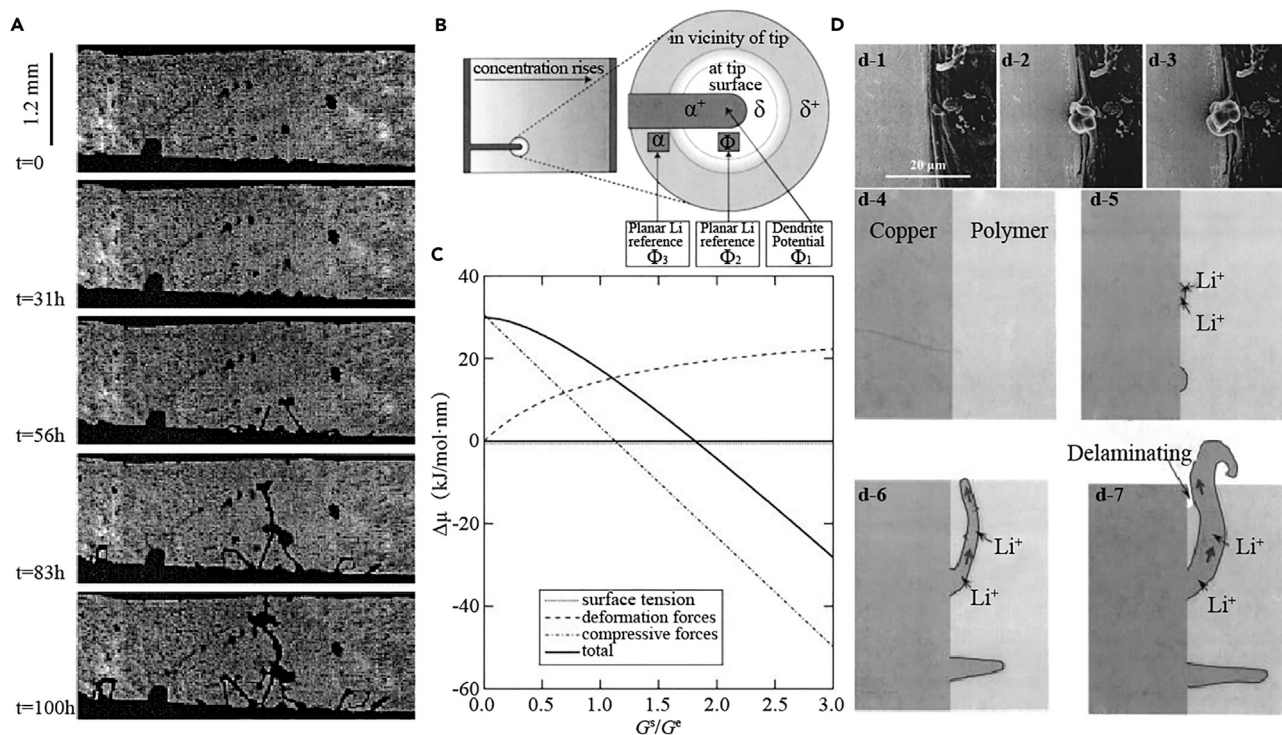 A
1.2 mm
t=0
t=31h
t=56h
t=83h
t=100h
B
concentration rises
in vicinity of tip
at tip
surface
α⁺
δ
δ⁺
α
Φ
Planar Li
reference
Φ₃
Planar Li
reference
Φ₂
Dendrite
Potential
Φ₁
C
40
20
0
-20
-40
-60
Δμ (kJ/mol·nm)
surface tension
deformation forces
compressive forces
total
0.0
0.5
1.0
1.5
2.0
2.5
3.0
Gˢ/Gᵉ
D
d-1
20 μm
d-2
d-3
d-4
Copper
Polymer
d-5
Li⁺
Li⁺
d-6
Li⁺
Li⁺
Delaminating
d-7
Li⁺
Li⁺